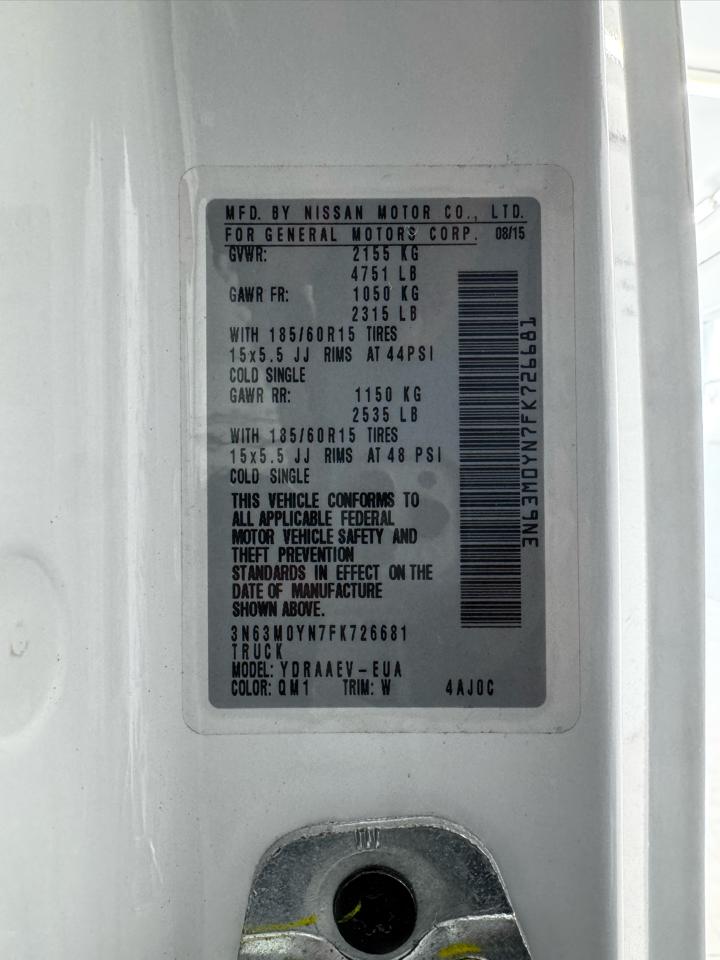 MFD. BY NISSAN MOTOR CO., LTD.
FOR GENERAL MOTORS CORP. 08/15
GVWR: 2155 KG
4751 LB
GAWR FR: 1050 KG
2315 LB
WITH 185/60R15 TIRES
15x5.5 JJ RIMS AT 44PSI
COLD SINGLE
GAWR RR: 1150 KG
2535 LB
WITH 185/60R15 TIRES
15x5.5 JJ RIMS AT 48 PSI
COLD SINGLE
THIS VEHICLE CONFORMS TO
ALL APPLICABLE FEDERAL
MOTOR VEHICLE SAFETY AND
THEFT PREVENTION
STANDARDS IN EFFECT ON THE
DATE OF MANUFACTURE
SHOWN ABOVE.
3N63M0YN7FK726681
TRUCK
MODEL: YDRAAEV-EUA
COLOR: QM1 TRIM: W 4AJ0C
3N63M0YN7FK726681